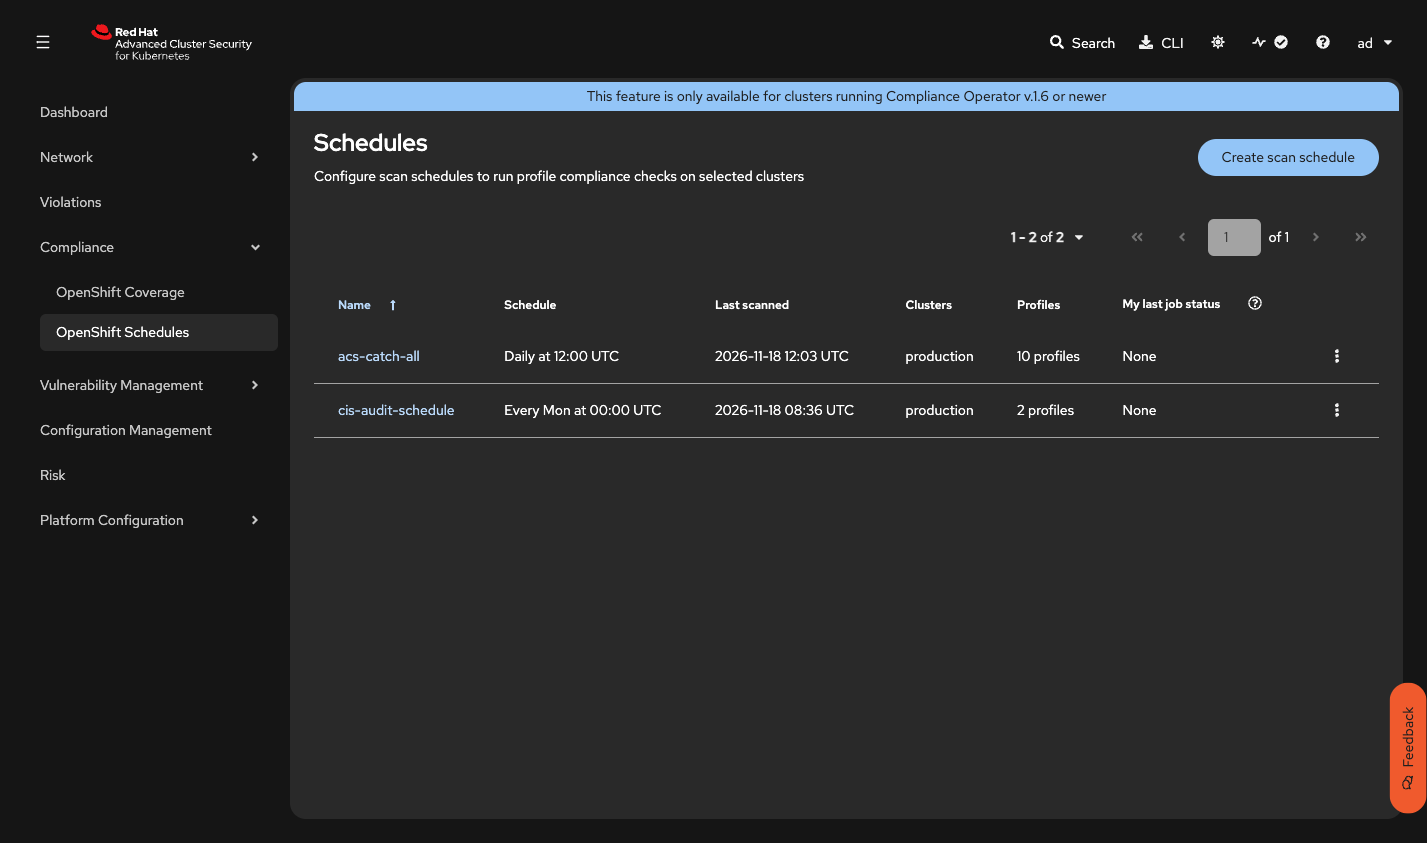 Red Hat
Advanced Cluster Security
for Kubernetes
Search
CLI
ad
Dashboard
Network
Violations
Compliance
OpenShift Coverage
OpenShift Schedules
Vulnerability Management
Configuration Management
Risk
Platform Configuration
This feature is only available for clusters running Compliance Operator v.1.6 or newer
Schedules
Configure scan schedules to run profile compliance checks on selected clusters
Create scan schedule
1 - 2 of 2
1 of 1
Name Schedule Last scanned Clusters Profiles My last job status
acs-catch-all Daily at 12:00 UTC 2026-11-18 12:03 UTC production 10 profiles None
cis-audit-schedule Every Mon at 00:00 UTC 2026-11-18 08:36 UTC production 2 profiles None
Feedback